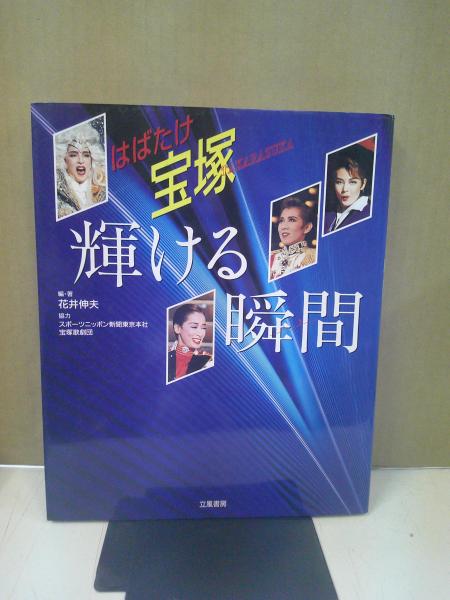 はばたけ
宝塚
TAKARAZUKA
輝ける
瞬間
編・著
花井伸夫
協力
スポーツニッポン新聞東京本社
宝塚歌劇団
立風書房